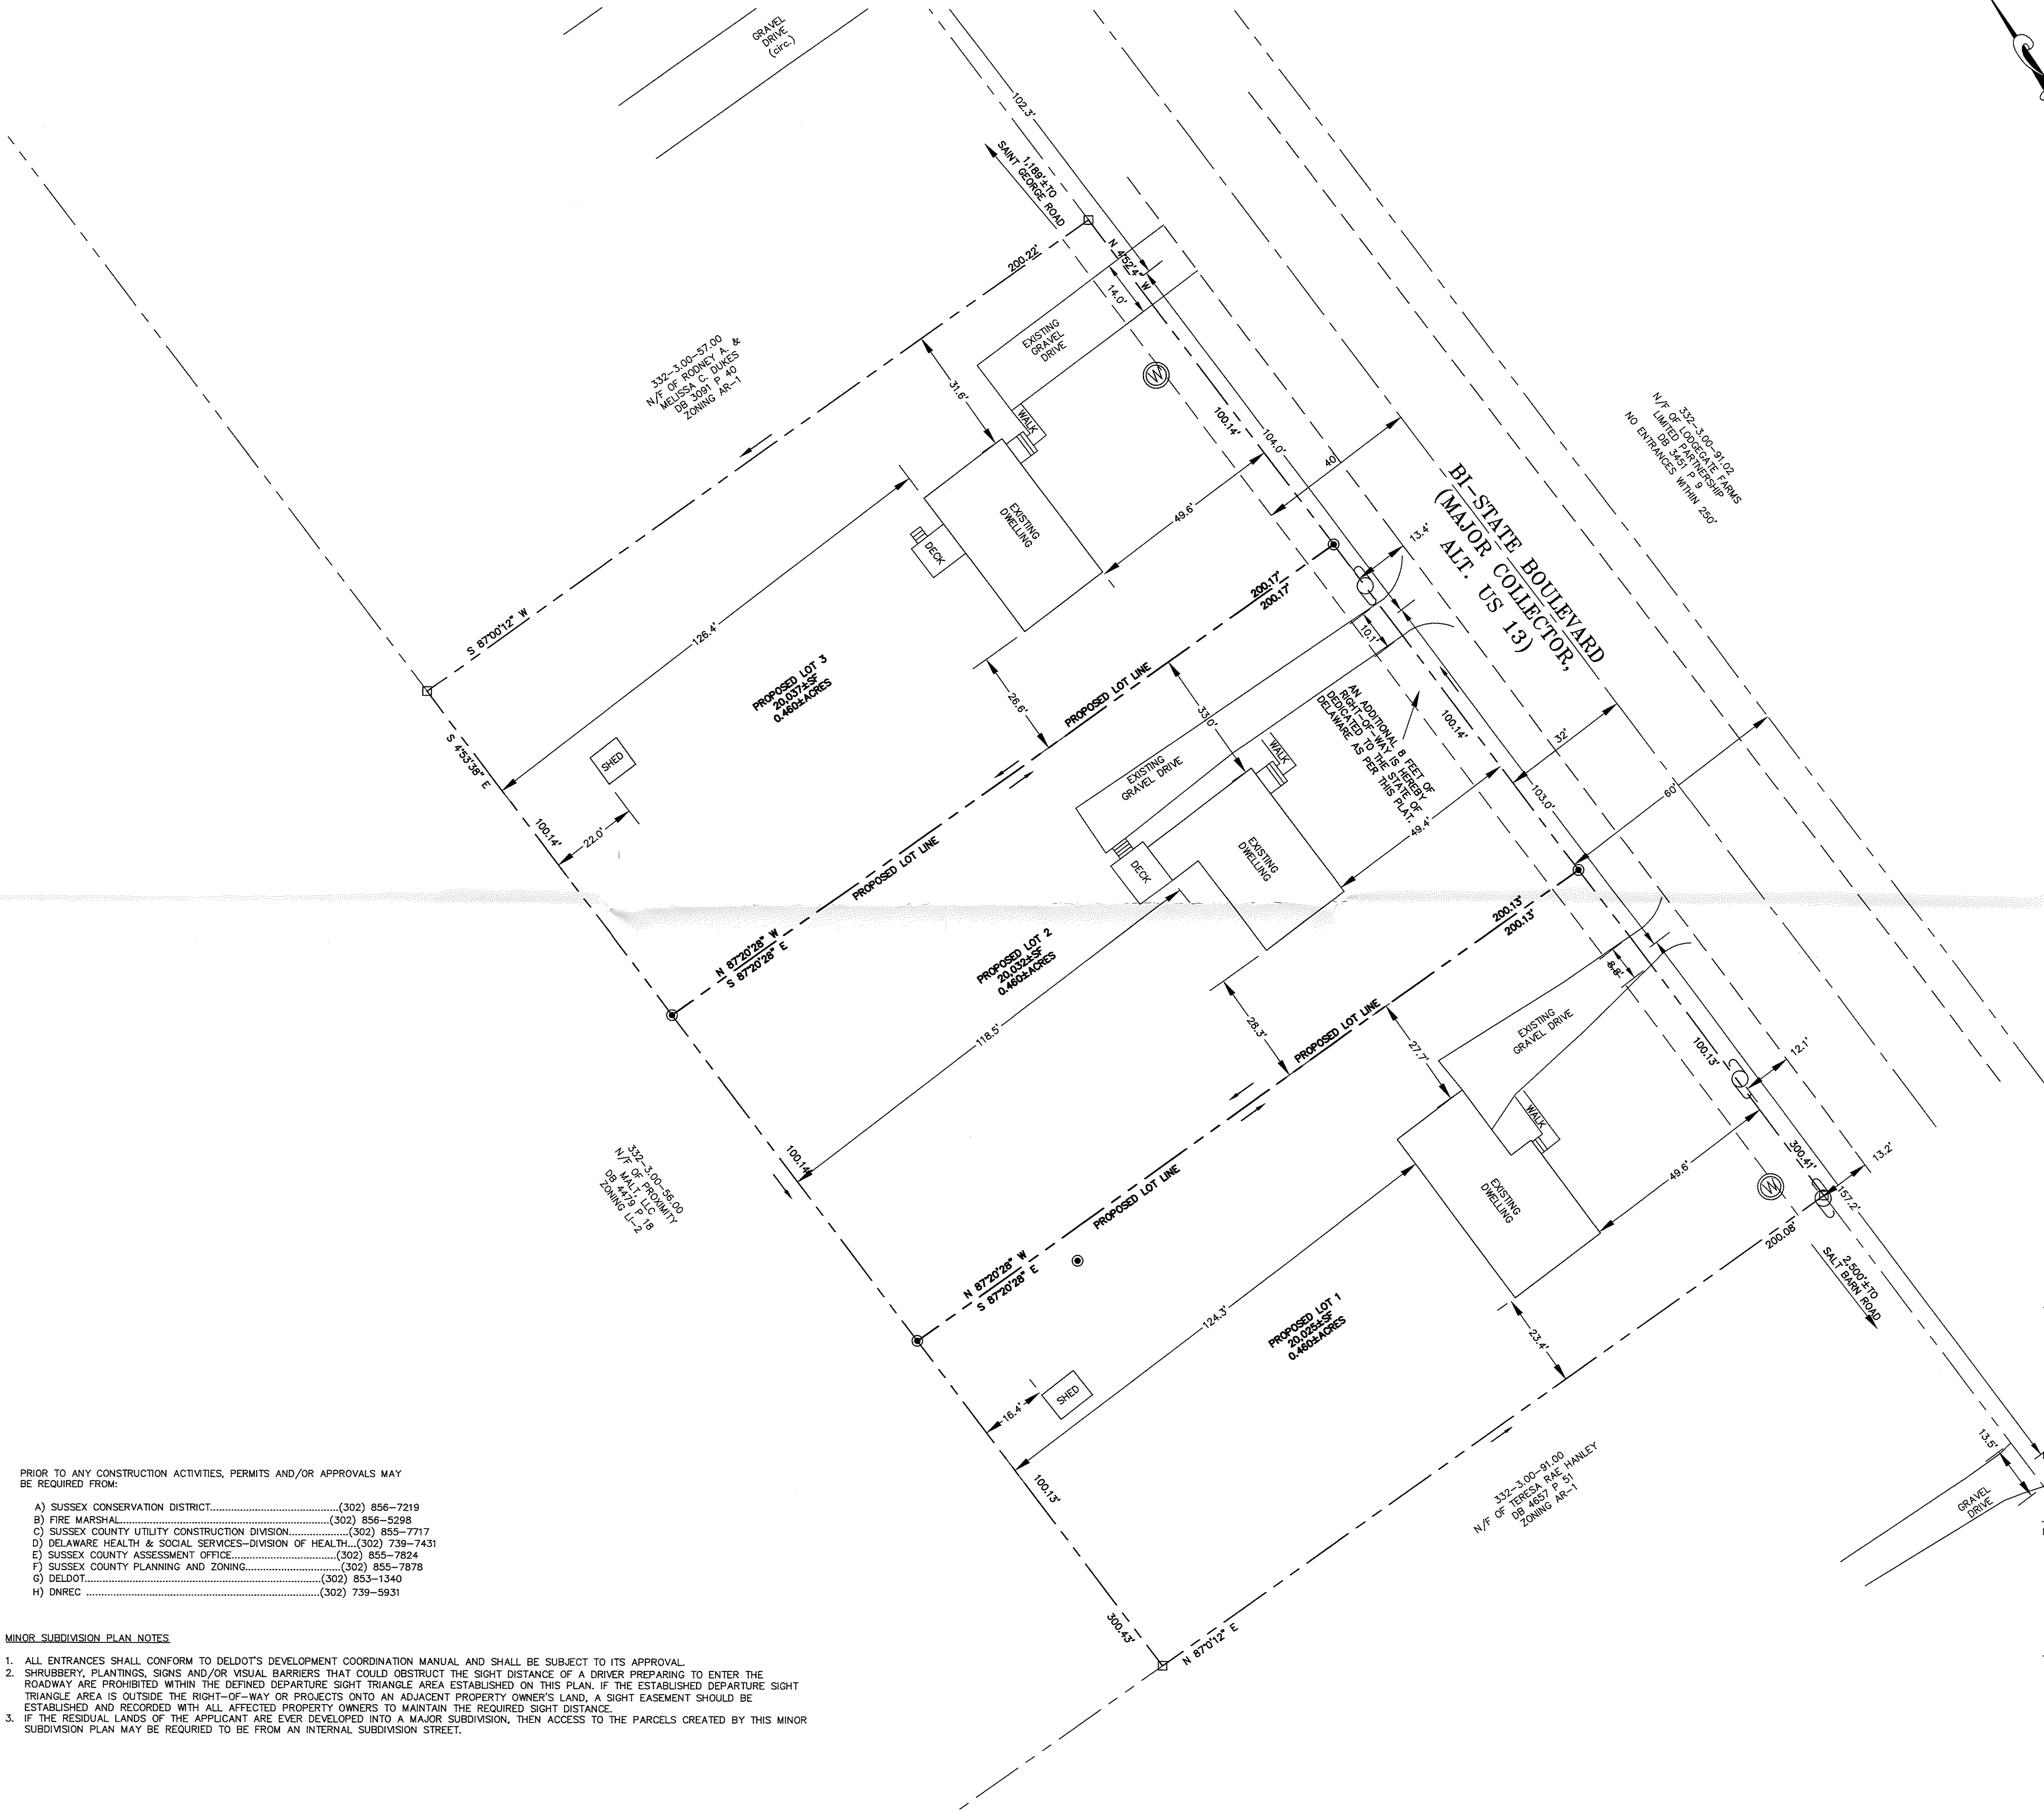 GRAVEL
DRIVE
(circ.)
102.3'
1,189'±TO
SAINT GEORGE ROAD
N 4°52'4" W
200.22'
14.0'
EXISTING
GRAVEL
DRIVE
W
332-3.00-57.00
N/F OF RODNEY A. &
MELISSA C. DUKES
DB 3091 P 40
ZONING AR-1
31.6'
WALK
100.14'
104.0'
40'
332-3.00-91.02
N/F OF LODGEGATE FARMS
LIMITED PARTNERSHIP
DB 3451 P 9
NO ENTRANCES WITHIN 250'
BI-STATE BOULEVARD
(MAJOR COLLECTOR,
ALT. US 13)
EXISTING
DWELLING
DECK
49.6'
13.4'
200.17'
200.17'
S 87°00'12" W
126.4'
10.1'
PROPOSED LOT 3
20,037±SF
0.460±ACRES
26.6'
PROPOSED LOT LINE
33.0'
AN ADDITIONAL 8 FEET OF
RIGHT-OF-WAY IS HEREBY
DEDICATED TO THE STATE OF
DELAWARE AS PER THIS PLAT.
100.14'
32'
S 4°53'38" E
SHED
EXISTING
GRAVEL DRIVE
WALK
103.0'
60'
100.14'
22.0'
49.4'
EXISTING
DWELLING
DECK
PROPOSED LOT LINE
200.13'
200.13'
N 87°20'28" W
S 87°20'28" E
PROPOSED LOT 2
20,032±SF
0.460±ACRES
8.8'
118.5'
28.3'
PROPOSED LOT LINE
27.7'
EXISTING
GRAVEL DRIVE
100.13'
12.1'
WALK
332-3.00-56.00
N/F OF PROXIMITY
MALT, LLC
DB 4479 P 18
ZONING LI-2
100.14'
PROPOSED LOT LINE
EXISTING
DWELLING
49.6'
300.41'
13.2'
W
157.2'
200.08'
N 87°20'28" W
S 87°20'28" E
2,500'±TO
SALT BARN ROAD
124.3'
PROPOSED LOT 1
20,025±SF
0.460±ACRES
23.4'
SHED
16.4'
100.13'
332-3.00-91.00
N/F OF TERESA RAE HANLEY
DB 4657 P 51
ZONING AR-1
13.5'
GRAVEL
DRIVE
300.43'
N 87°0'12" E
PRIOR TO ANY CONSTRUCTION ACTIVITIES, PERMITS AND/OR APPROVALS MAY
BE REQUIRED FROM:
A) SUSSEX CONSERVATION DISTRICT..........(302) 856-7219
B) FIRE MARSHAL..........(302) 856-5298
C) SUSSEX COUNTY UTILITY CONSTRUCTION DIVISION..........(302) 855-7717
D) DELAWARE HEALTH & SOCIAL SERVICES-DIVISION OF HEALTH...(302) 739-7431
E) SUSSEX COUNTY ASSESSMENT OFFICE..........(302) 855-7824
F) SUSSEX COUNTY PLANNING AND ZONING..........(302) 855-7878
G) DELDOT..........(302) 853-1340
H) DNREC ..........(302) 739-5931
MINOR SUBDIVISION PLAN NOTES
1. ALL ENTRANCES SHALL CONFORM TO DELDOT'S DEVELOPMENT COORDINATION MANUAL AND SHALL BE SUBJECT TO ITS APPROVAL.
2. SHRUBBERY, PLANTINGS, SIGNS AND/OR VISUAL BARRIERS THAT COULD OBSTRUCT THE SIGHT DISTANCE OF A DRIVER PREPARING TO ENTER THE
ROADWAY ARE PROHIBITED WITHIN THE DEFINED DEPARTURE SIGHT TRIANGLE AREA ESTABLISHED ON THIS PLAN. IF THE ESTABLISHED DEPARTURE SIGHT
TRIANGLE AREA IS OUTSIDE THE RIGHT-OF-WAY OR PROJECTS ONTO AN ADJACENT PROPERTY OWNER'S LAND, A SIGHT EASEMENT SHOULD BE
ESTABLISHED AND RECORDED WITH ALL AFFECTED PROPERTY OWNERS TO MAINTAIN THE REQUIRED SIGHT DISTANCE.
3. IF THE RESIDUAL LANDS OF THE APPLICANT ARE EVER DEVELOPED INTO A MAJOR SUBDIVISION, THEN ACCESS TO THE PARCELS CREATED BY THIS MINOR
SUBDIVISION PLAN MAY BE REQURIED TO BE FROM AN INTERNAL SUBDIVISION STREET.